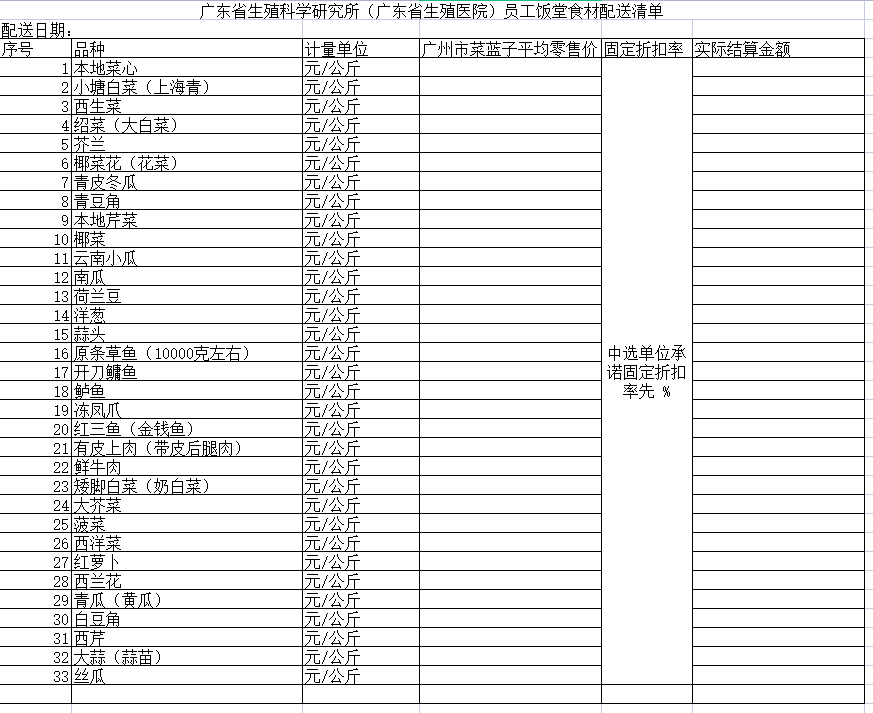 广东省生殖科学研究所（广东省生殖医院）员工饭堂食材配送清单
配送日期：
序号 品种 计量单位 广州市菜蓝子平均零售价 固定折扣率 实际结算金额
1 本地菜心 元/公斤
2 小塘白菜（上海青） 元/公斤
3 西生菜 元/公斤
4 绍菜（大白菜） 元/公斤
5 芥兰 元/公斤
6 椰菜花（花菜） 元/公斤
7 青皮冬瓜 元/公斤
8 青豆角 元/公斤
9 本地芹菜 元/公斤
10 椰菜 元/公斤
11 云南小瓜 元/公斤
12 南瓜 元/公斤
13 荷兰豆 元/公斤
14 洋葱 元/公斤
15 蒜头 元/公斤
16 原条草鱼（10000克左右） 元/公斤 中选单位承
17 开刀鳙鱼 元/公斤 诺固定折扣
18 鲈鱼 元/公斤 率先 %
19 冻凤爪 元/公斤
20 红三鱼（金钱鱼） 元/公斤
21 有皮上肉（带皮后腿肉） 元/公斤
22 鲜牛肉 元/公斤
23 矮脚白菜（奶白菜） 元/公斤
24 大芥菜 元/公斤
25 菠菜 元/公斤
26 西洋菜 元/公斤
27 红萝卜 元/公斤
28 西兰花 元/公斤
29 青瓜（黄瓜） 元/公斤
30 白豆角 元/公斤
31 西芹 元/公斤
32 大蒜（蒜苗） 元/公斤
33 丝瓜 元/公斤